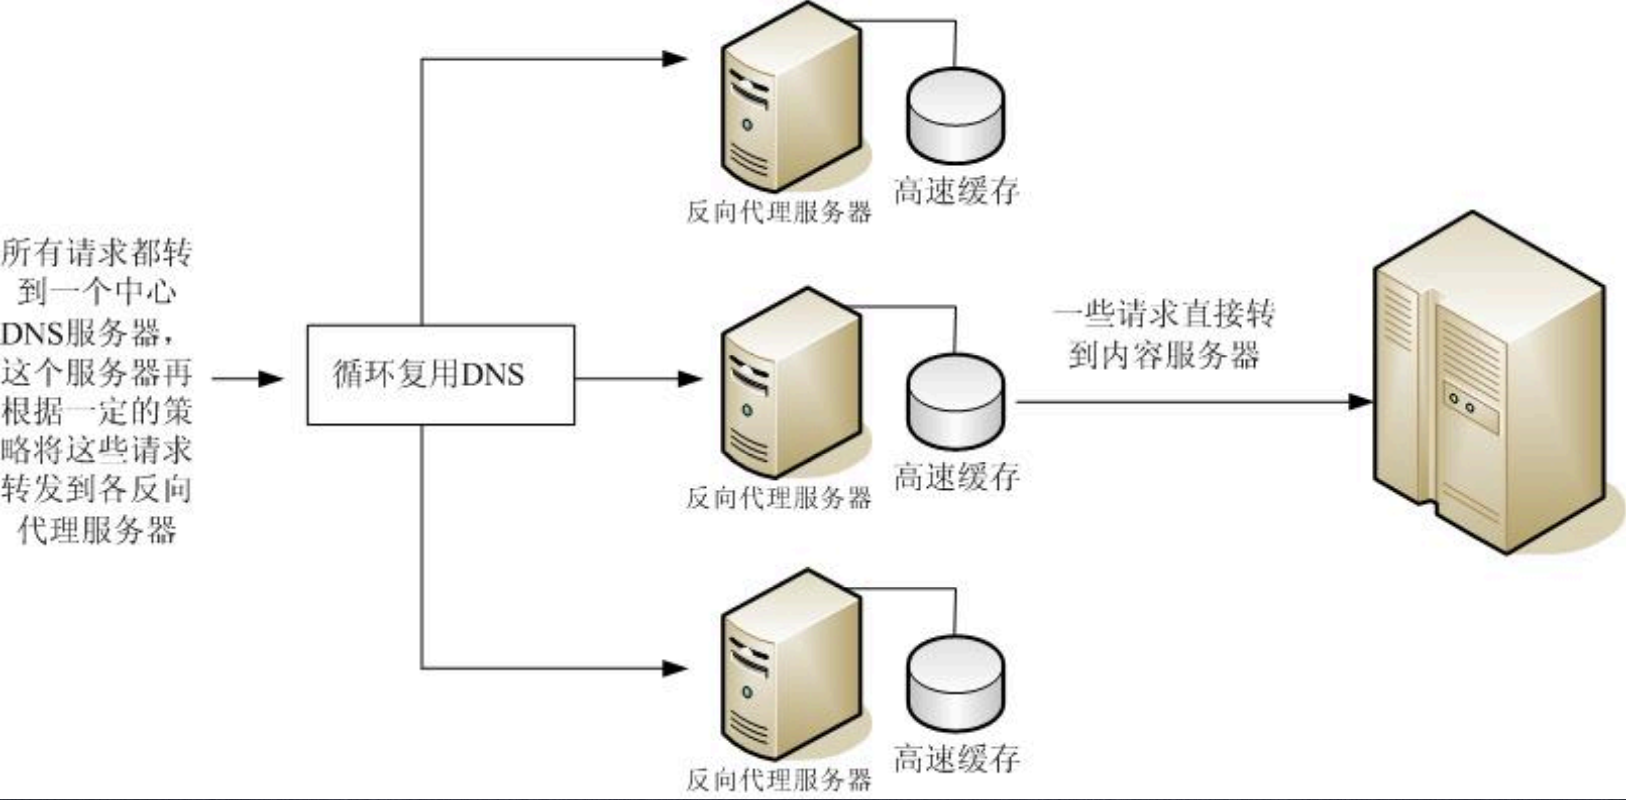 所有请求都转
到一个中心
DNS服务器，
这个服务器再
根据一定的策
略将这些请求
转发到各反向
代理服务器
循环复用DNS
反向代理服务器
高速缓存
反向代理服务器
高速缓存
一些请求直接转
到内容服务器
反向代理服务器
高速缓存